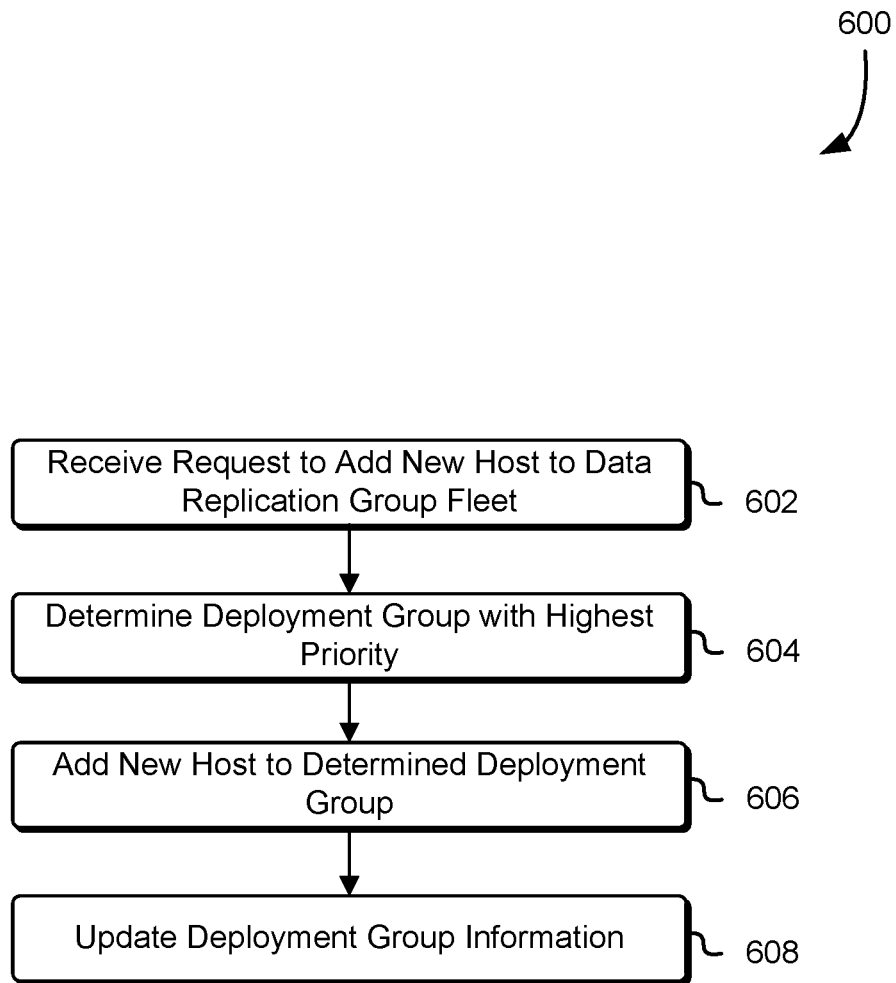 600
Receive Request to Add New Host to Data
Replication Group Fleet
602
Determine Deployment Group with Highest
Priority
604
Add New Host to Determined Deployment
Group
606
Update Deployment Group Information
608